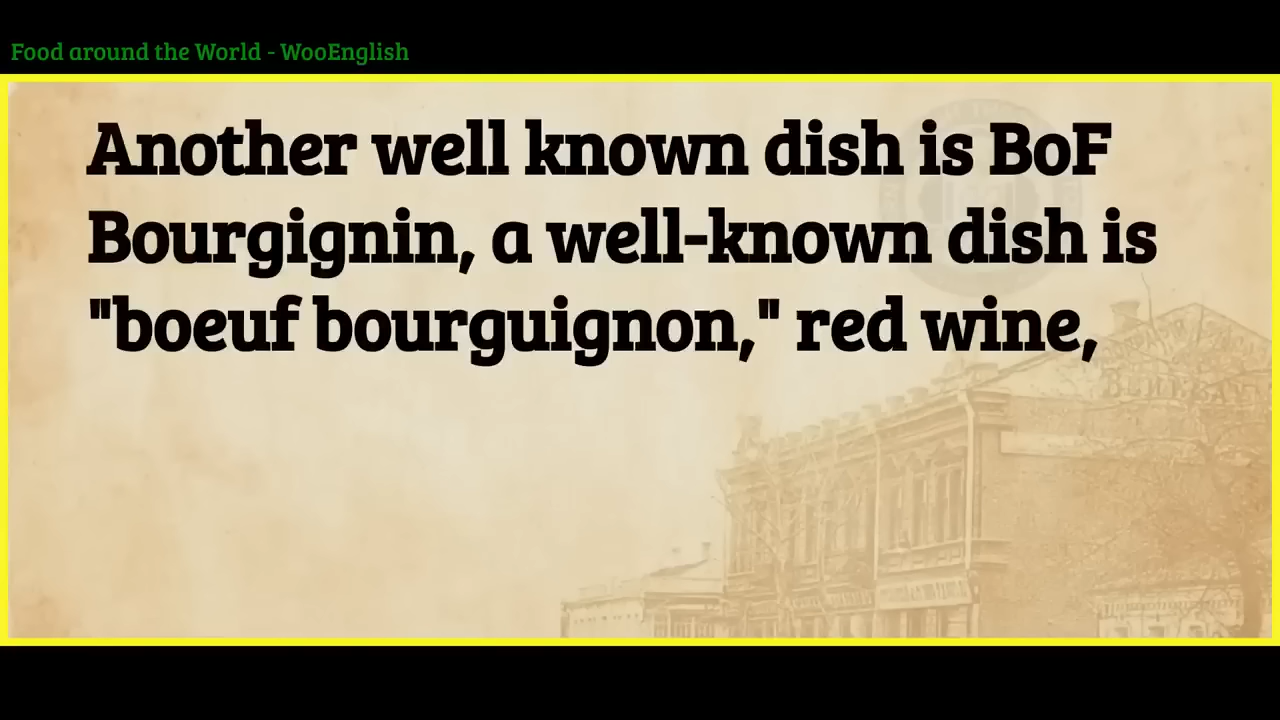 Food around the World - WooEnglish
Another well known dish is BoF
Bourgignin, a well-known dish is
"boeuf bourguignon," red wine,